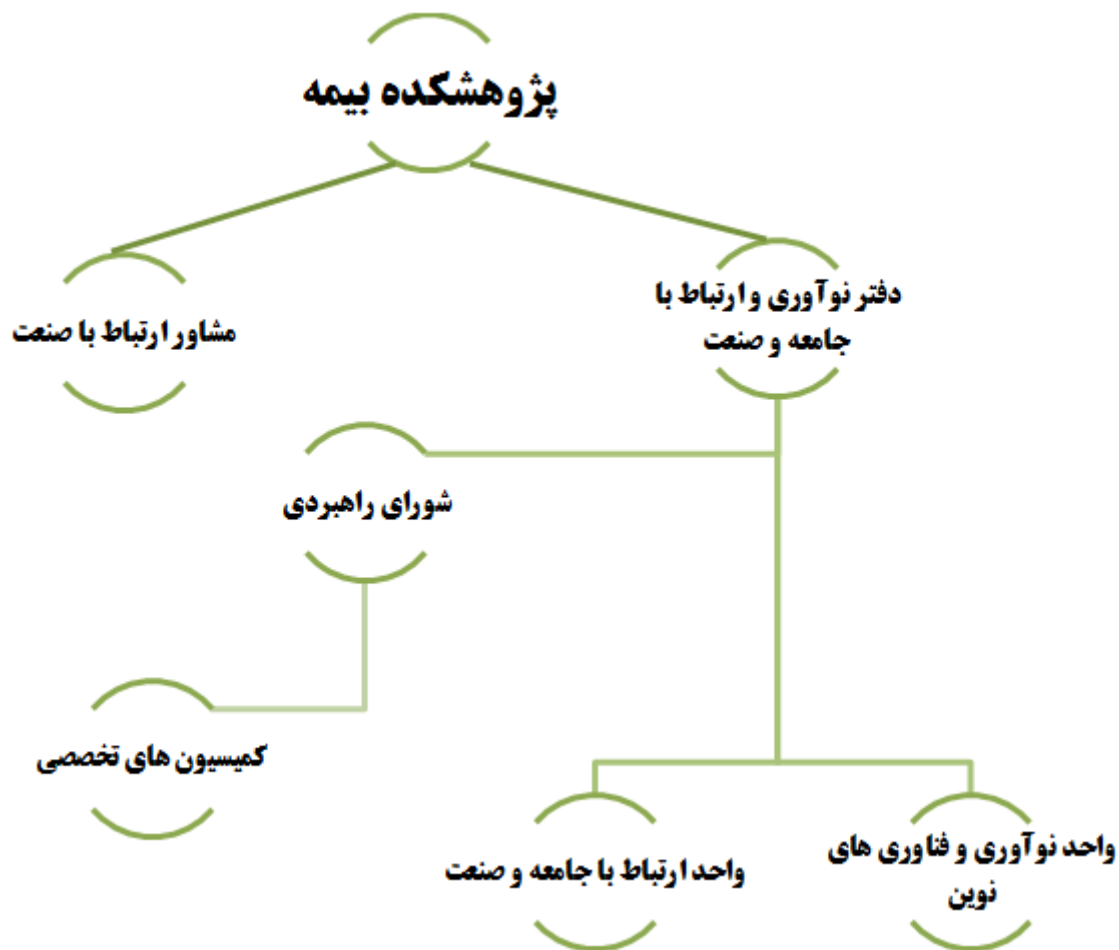 پژوهشکده بیمه
دفتر نوآوری و ارتباط با
جامعه و صنعت
مشاور ارتباط با صنعت
شورای راهبردی
کمیسیون های تخصصی
واحد نوآوری و فناوری های
نوین
واحد ارتباط با جامعه و صنعت